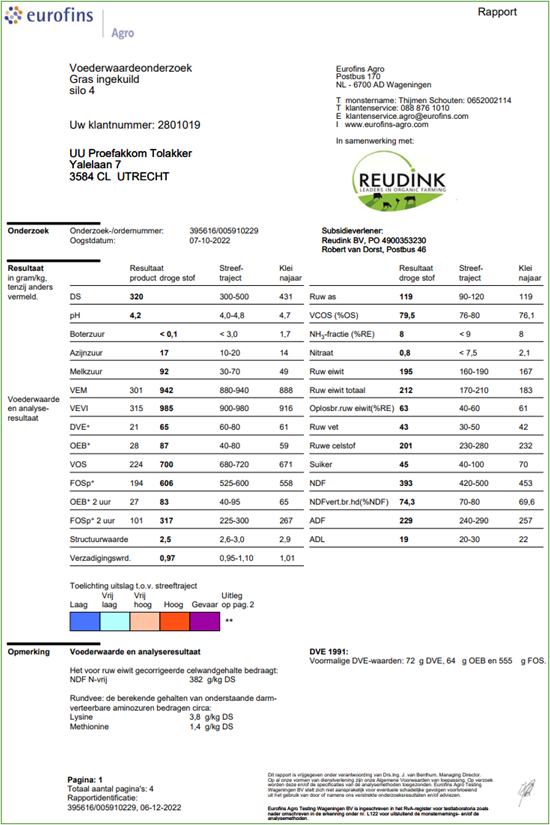 eurofins
Agro
Rapport
Voederwaardeonderzoek
Gras ingekuild
silo 4
Uw klantnummer: 2801019
UU Proefakkom Tolakker
Yalelaan 7
3584 CL UTRECHT
Eurofins Agro
Postbus 170
NL - 6700 AD Wageningen
T monstername: Thijmen Schouten: 0652002114
T klantenservice: 088 876 1010
E klantenservice.agro@eurofins.com
I www.eurofins-agro.com
In samenwerking met:
REUDINK
LEADERS IN ORGANIC FARMING
Onderzoek
Onderzoek-/ordernummer: 395616/005910229
Oogstdatum: 07-10-2022
Subsidieverlener:
Reudink BV, PO 4900353230
Robert van Dorst, Postbus 46
Resultaat
in gram/kg,
tenzij anders
vermeld.
Voederwaarde
en analyse-
resultaat
Resultaat Streef- Klei
product droge stof traject najaar
DS 320 300-500 431
pH 4,2 4,0-4,8 4,7
Boterzuur < 0,1 < 3,0 1,7
Azijnzuur 17 10-20 14
Melkzuur 92 30-70 49
VEM 301 942 880-940 888
VEVI 315 985 900-980 916
DVE* 21 65 60-80 61
OEB* 28 87 40-80 59
VOS 224 700 680-720 671
FOSp* 194 606 525-600 558
OEB* 2 uur 27 83 40-95 65
FOSp* 2 uur 101 317 225-300 267
Structuurwaarde 2,5 2,6-3,0 2,9
Verzadigingswrd. 0,97 0,95-1,10 1,01
Resultaat Streef- Klei
droge stof traject najaar
Ruw as 119 90-120 119
VCOS (%OS) 79,5 76-80 76,1
NH3-fractie (%RE) 8 < 9 8
Nitraat 0,8 < 7,5 2,1
Ruw eiwit 195 160-190 167
Ruw eiwit totaal 212 170-210 183
Oplosbr.ruw eiwit(%RE) 63 40-60 61
Ruw vet 43 30-50 42
Ruwe celstof 201 230-280 232
Suiker 45 40-100 70
NDF 393 420-500 453
NDFvert.br.hd(%NDF) 74,3 70-80 69,6
ADF 229 240-290 257
ADL 19 20-30 22
Toelichting uitslag t.o.v. streeftraject
Laag
Vrij
laag
Vrij
hoog
Hoog
Gevaar
Uitleg
op pag. 2
**
Opmerking
Voederwaarde en analyseresultaat
Het voor ruw eiwit gecorrigeerde celwandgehalte bedraagt:
NDF N-vrij 382 g/kg DS
Rundvee: de berekende gehalten van onderstaande darm-
verteerbare aminozuren bedragen circa:
Lysine 3,8 g/kg DS
Methionine 1,4 g/kg DS
DVE 1991:
Voormalige DVE-waarden: 72 g DVE, 64 g OEB en 555 g FOS.
Pagina: 1
Totaal aantal pagina's: 4
Rapportidentificatie:
395616/005910229, 06-12-2022
Dit rapport is vrijgegeven onder verantwoording van Drs.Ing. J. van Benthum, Managing Director.
Op al onze vormen van dienstverlening zijn onze Algemene Voorwaarden van toepassing. Op verzoek
worden deze en/of de specificaties van de analysemethoden toegezonden. Eurofins Agro Testing
Wageningen BV stelt zich niet aansprakelijk voor eventuele schadelijke gevolgen voortvloeiend
uit het gebruik van door of namens ons verstrekte onderzoeksresultaten en/of adviezen.
Eurofins Agro Testing Wageningen BV is ingeschreven in het RvA-register voor testlaboratoria zoals
nader omschreven in de erkenning onder nr. L122 voor uitsluitend de monsternemings- en/of de
analysemethoden.